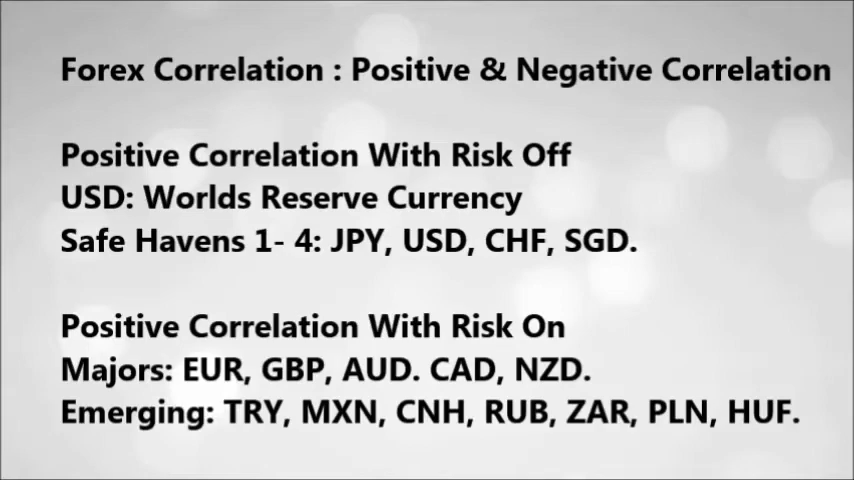 Forex Correlation : Positive & Negative Correlation
Positive Correlation With Risk Off
USD: Worlds Reserve Currency
Safe Havens 1- 4: JPY, USD, CHF, SGD.
Positive Correlation With Risk On
Majors: EUR, GBP, AUD. CAD, NZD.
Emerging: TRY, MXN, CNH, RUB, ZAR, PLN, HUF.